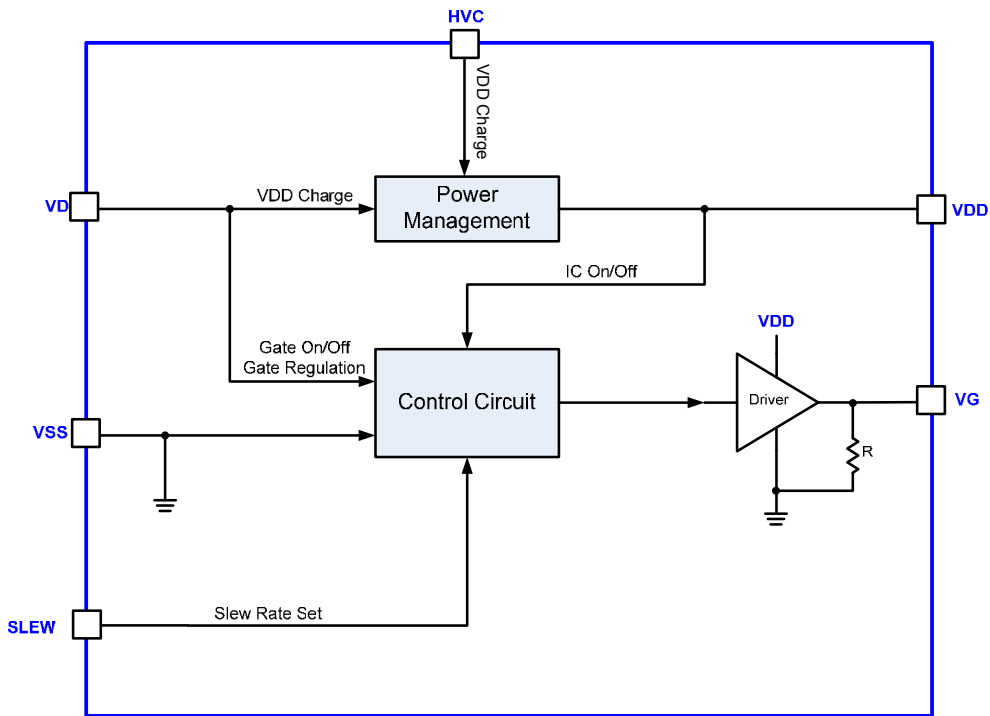 HVC
VDD Charge
VD
VDD Charge
Power
Management
VDD
IC On/Off
VDD
Gate On/Off
Gate Regulation
Control Circuit
Driver
VG
VSS
R
SLEW
Slew Rate Set